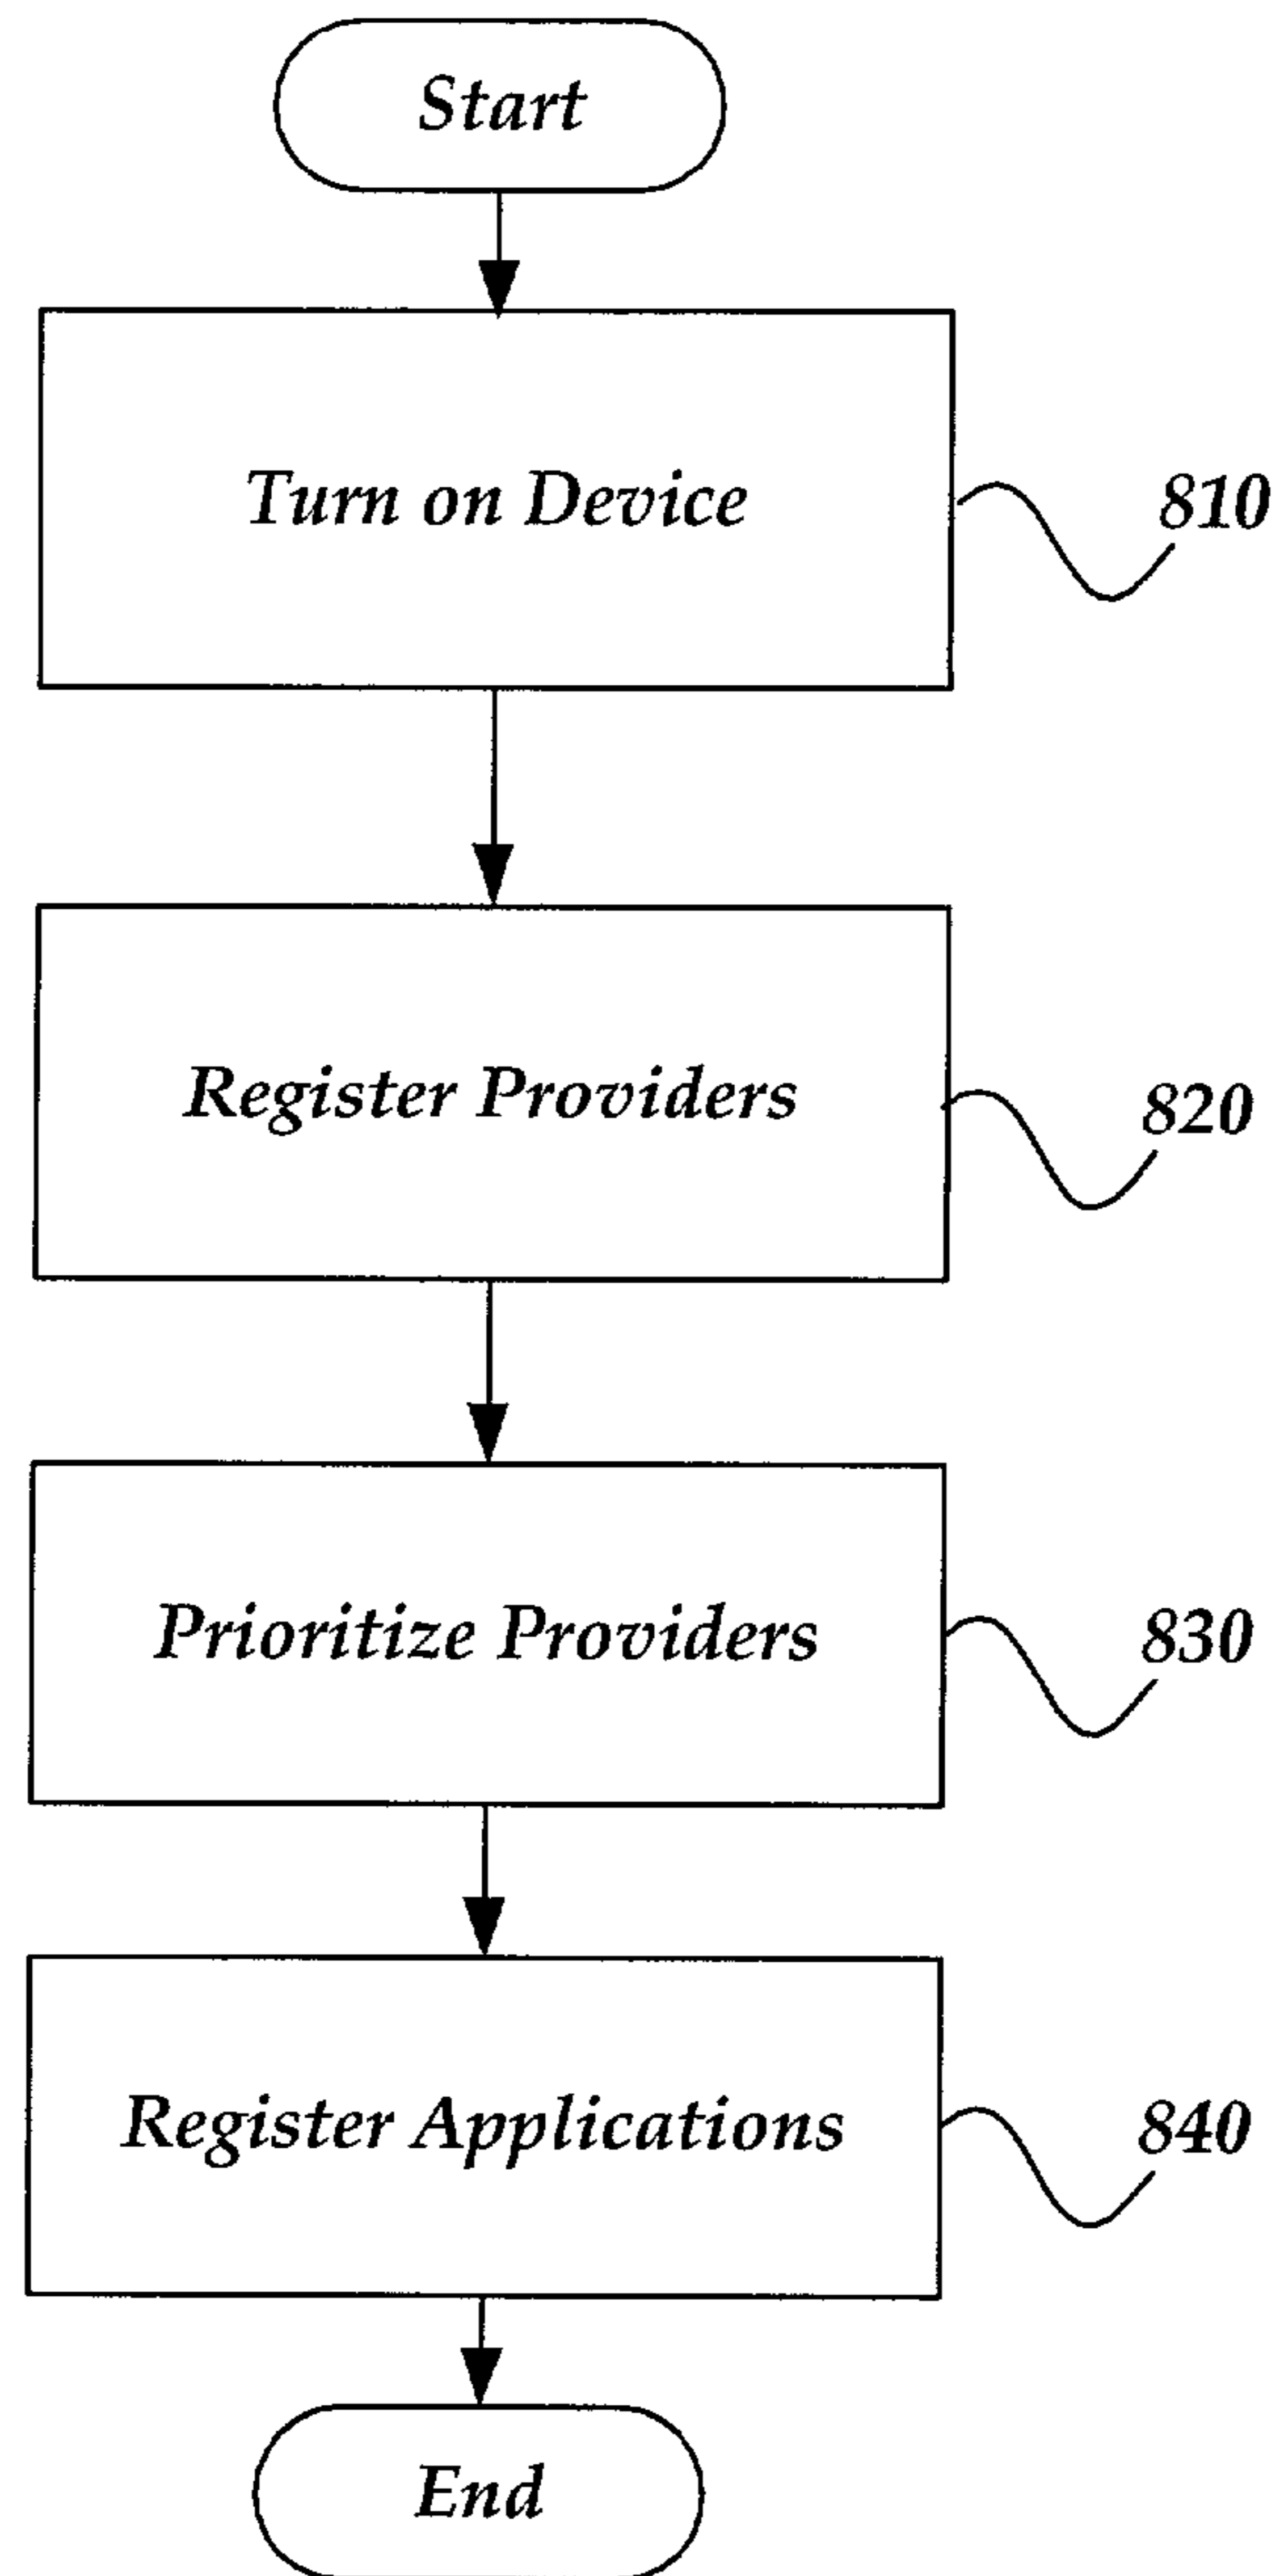 Start
Turn on Device
810
Register Providers
820
Prioritize Providers
830
Register Applications
840
End